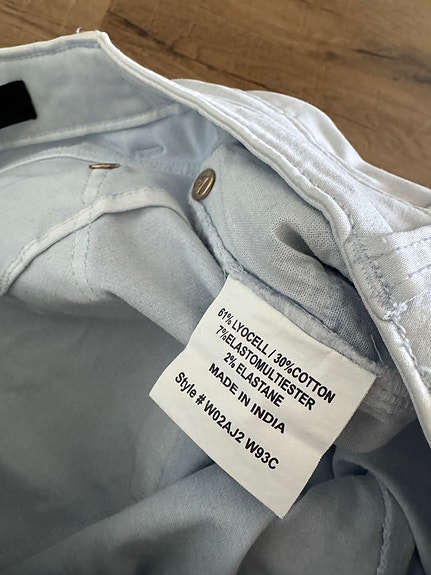 61% LYOCELL / 30%COTTON
7%ELASTOMULTIESTER
2% ELASTANE
MADE IN INDIA
Style # W02AJ2 W93C